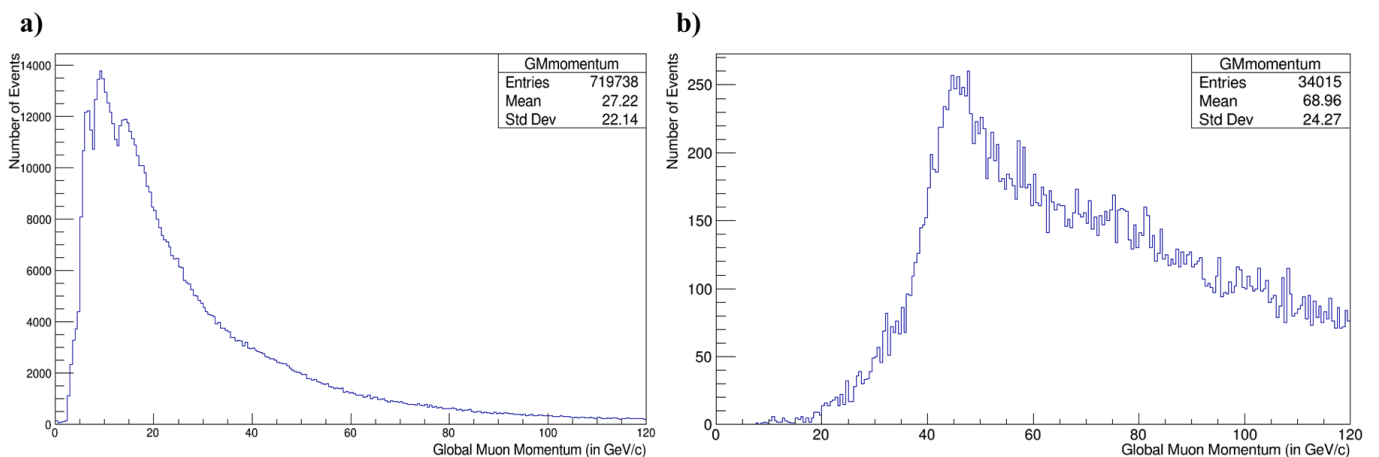 a)
Number of Events
14000
12000
10000
8000
6000
4000
2000
0
GMmomentum
Entries 719738
Mean 27.22
Std Dev 22.14
0 20 40 60 80 100 120
Global Muon Momentum (in GeV/c)
b)
Number of Events
250
200
150
100
50
0
GMmomentum
Entries 34015
Mean 68.96
Std Dev 24.27
0 20 40 60 80 100 120
Global Muon Momentum (in GeV/c)